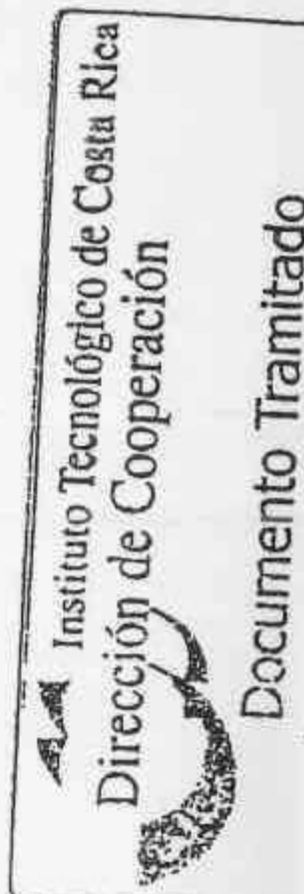 Instituto Tecnológico de Costa Rica
Dirección de Cooperación
Documento Tramitado